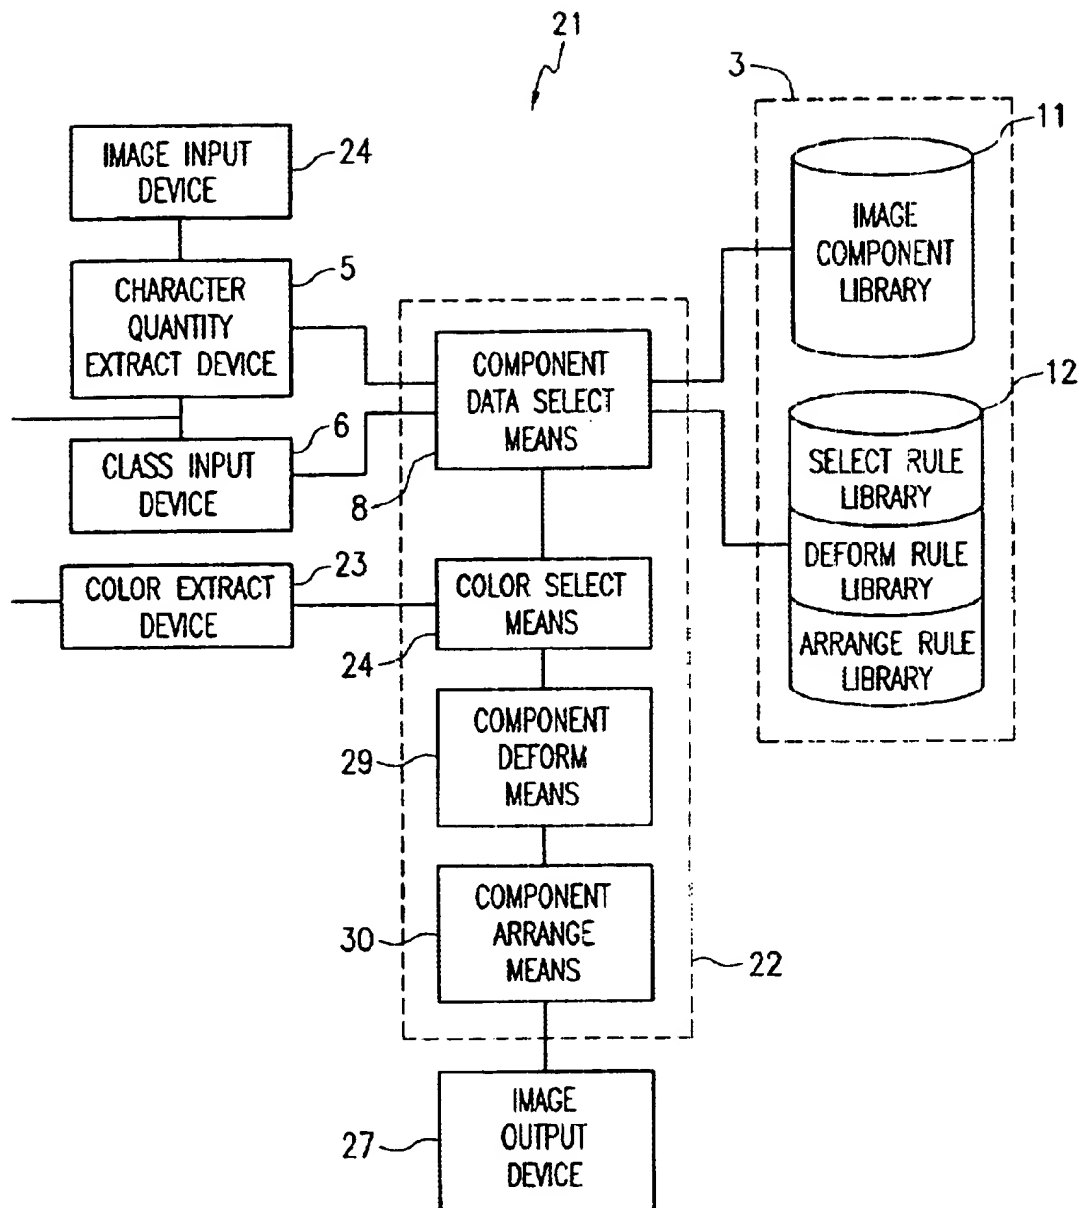 21
3
11
IMAGE INPUT
DEVICE
24
IMAGE
COMPONENT
LIBRARY
5
CHARACTER
QUANTITY
EXTRACT DEVICE
COMPONENT
DATA SELECT
MEANS
8
12
6
CLASS INPUT
DEVICE
SELECT RULE
LIBRARY
DEFORM RULE
LIBRARY
ARRANGE RULE
LIBRARY
23
COLOR EXTRACT
DEVICE
COLOR SELECT
MEANS
24
COMPONENT
DEFORM
MEANS
29
COMPONENT
ARRANGE
MEANS
30
22
IMAGE
OUTPUT
DEVICE
27